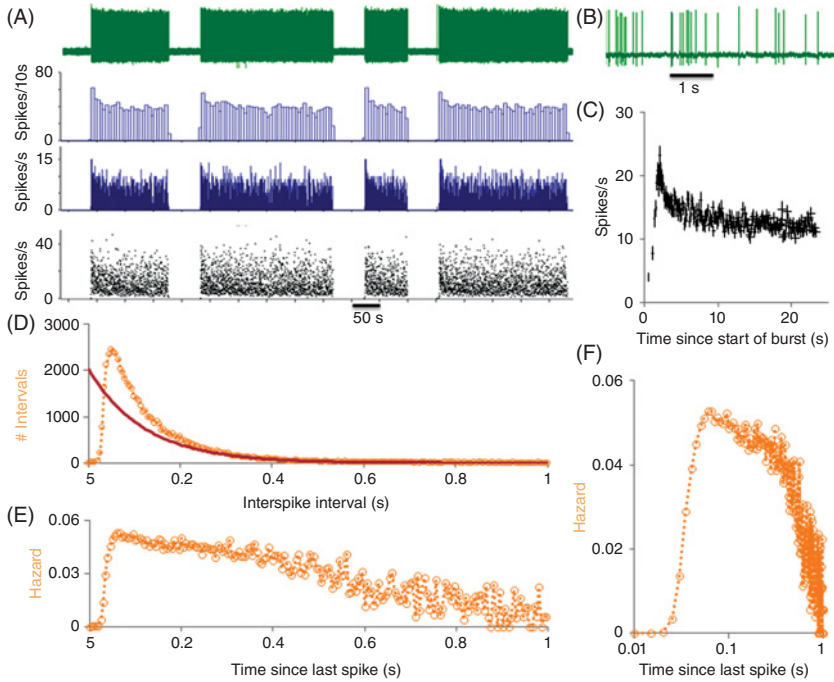 (A)
(B)
1 s
80
40
0
Spikes/10s
15
0
Spikes/s
40
0
Spikes/s
50 s
(C)
30
20
10
0
Spikes/s
0
10
20
Time since start of burst (s)
(D)
3000
2000
1000
0
# Intervals
5
0.2
0.4
0.6
0.8
1
Interspike interval (s)
(E)
0.06
0.03
0
Hazard
5
0.2
0.4
0.6
0.8
1
Time since last spike (s)
(F)
0.06
0.04
0.02
0
Hazard
0.01
0.1
1
Time since last spike (s)